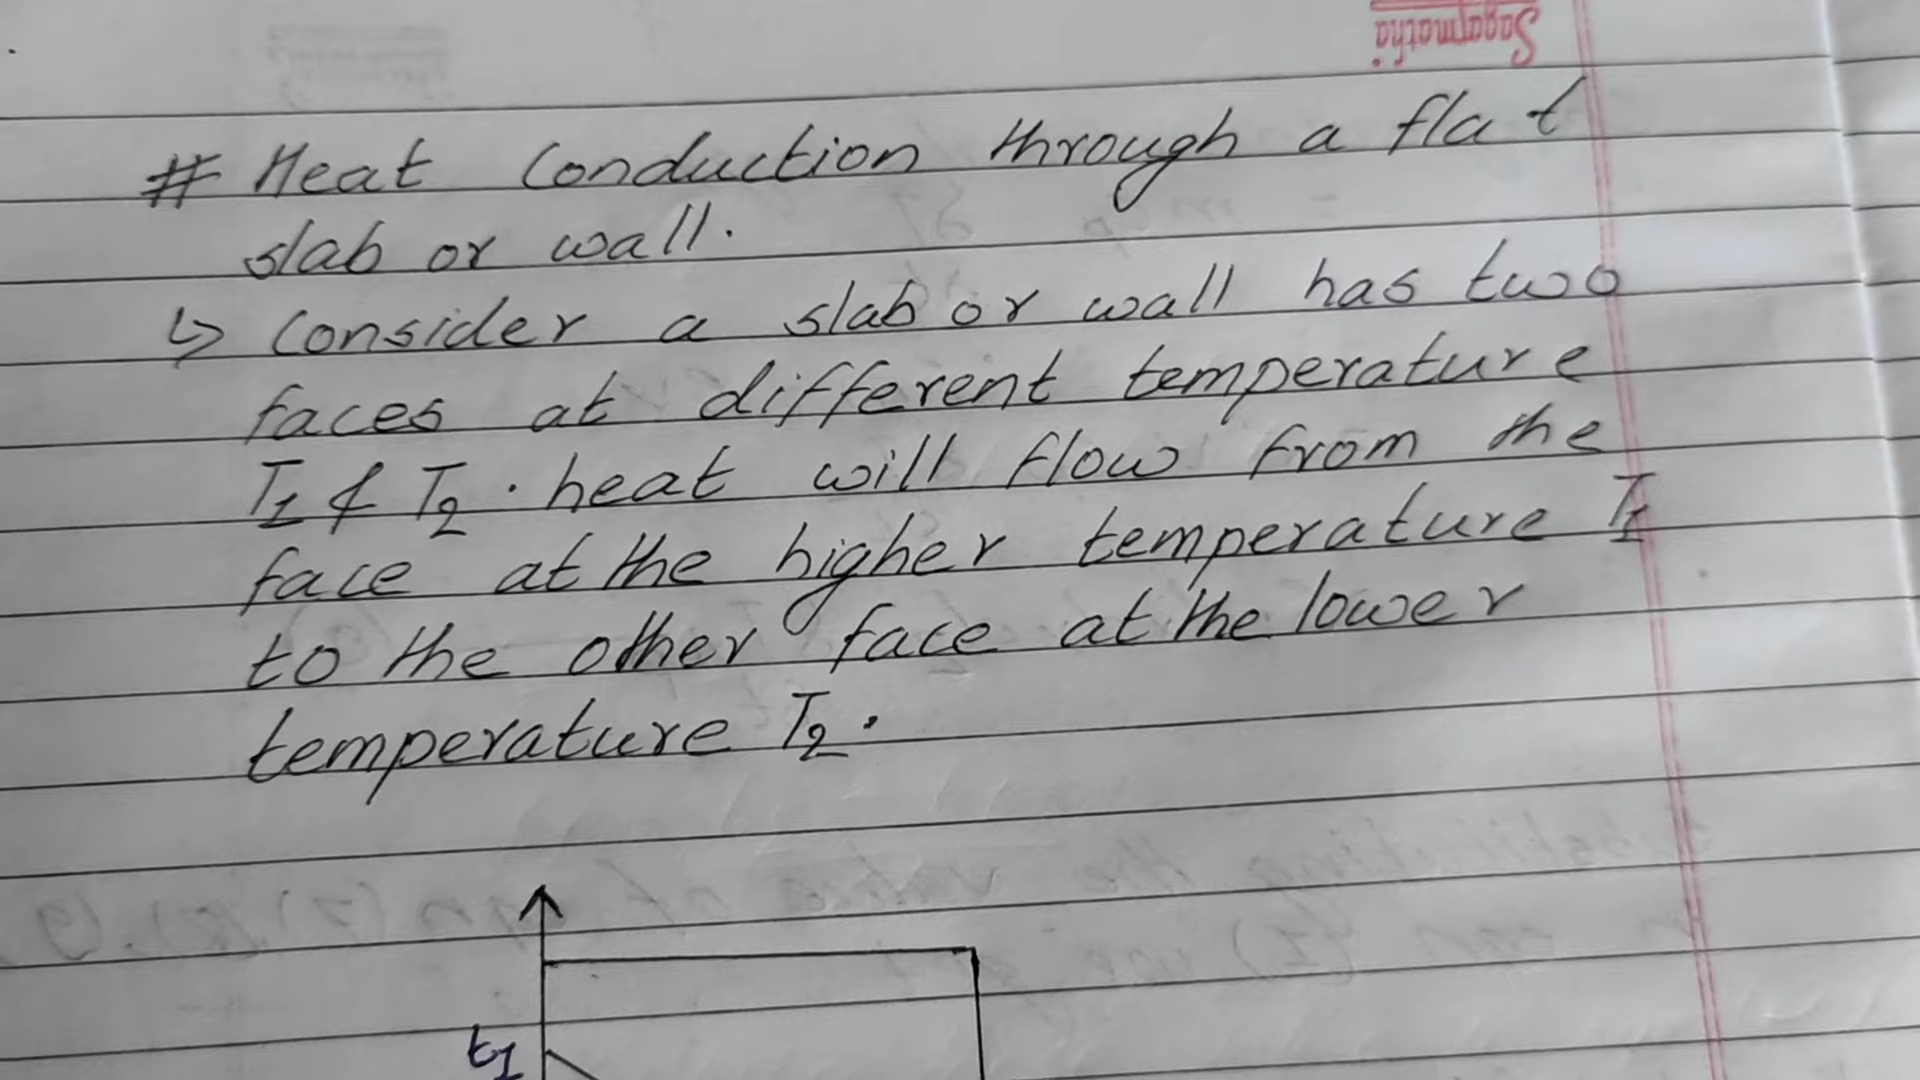 Sagarmatha
# Heat Conduction through a flat
slab or wall.
↳ Consider a slab or wall has two
faces at different temperature
T1 & T2. heat will flow from the
face at the higher temperature T1
to the other face at the lower
temperature T2.
t1